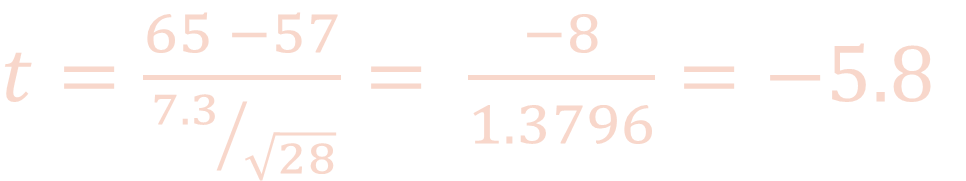 t = (65 − 57) / (7.3/√28) = −8 / 1.3796 = −5.8